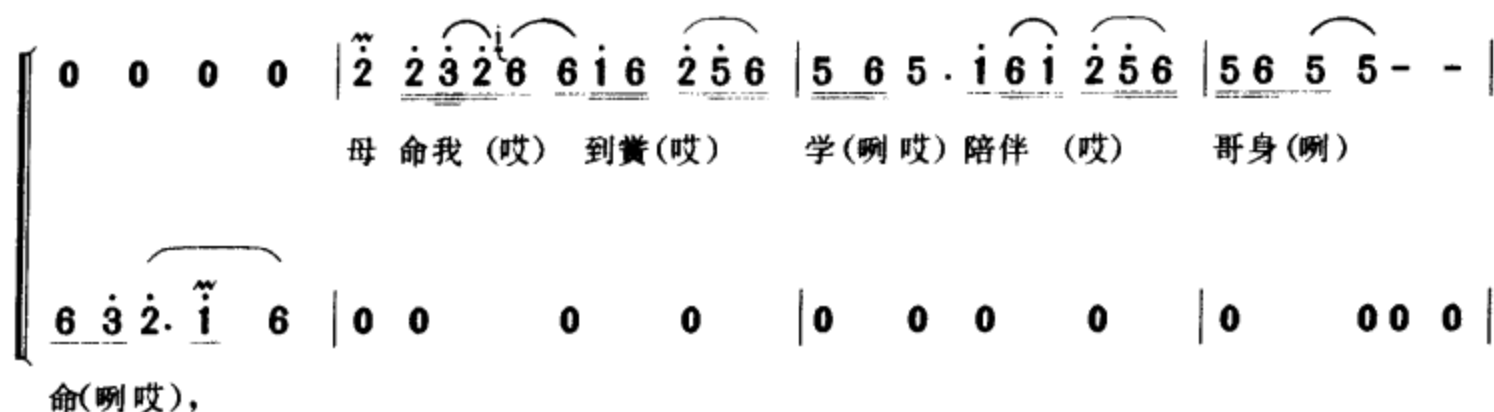 0 0 0 0 | 2 2 3 2 6 6 1 6 2 5 6 | 5 6 5 . 1 6 1 2 5 6 | 5 6 5 5 - - |
母 命我 (哎) 到黉(哎) 学(咧 哎) 陪伴 (哎) 哥身(咧)
6 3 2. 1 6 | 0 0 0 0 | 0 0 0 0 | 0 0 0 0 |
命(咧 哎),